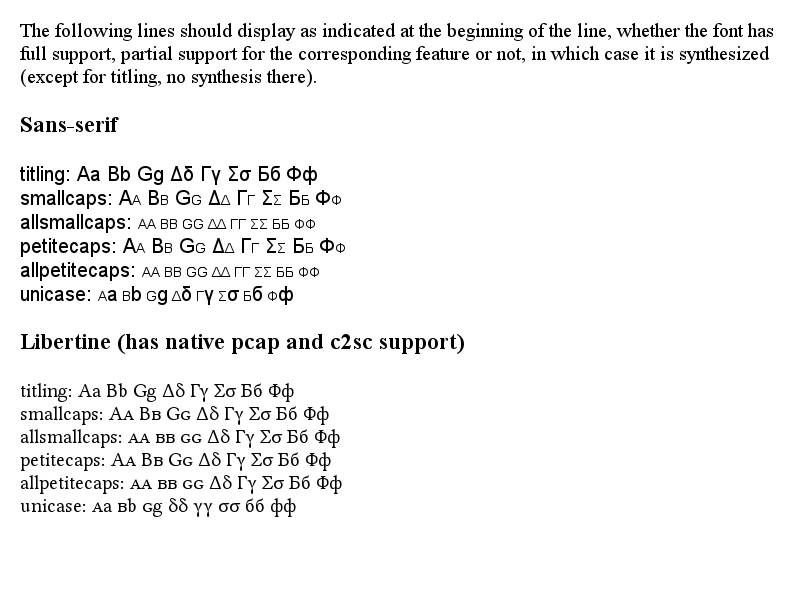 The following lines should display as indicated at the beginning of the line, whether the font has
full support, partial support for the corresponding feature or not, in which case it is synthesized
(except for titling, no synthesis there).
Sans-serif
titling: Aa Bb Gg Δδ Γγ Σσ Бб Фф
smallcaps: AA BB GG ΔΔ ΓΓ ΣΣ ББ ФФ
allsmallcaps: AA BB GG ΔΔ ΓΓ ΣΣ ББ ФФ
petitecaps: AA BB GG ΔΔ ΓΓ ΣΣ ББ ФФ
allpetitecaps: AA BB GG ΔΔ ΓΓ ΣΣ ББ ФФ
unicase: Aa Bb Gg Δδ Γγ Σσ Бб Фф
Libertine (has native pcap and c2sc support)
titling: Aa Bb Gg Δδ Γγ Σσ Бб Фф
smallcaps: AA BB GG Δδ Γγ Σσ Бб Фф
allsmallcaps: AA BB GG Δδ Γγ Σσ Бб Фф
petitecaps: AA BB GG Δδ Γγ Σσ Бб Фф
allpetitecaps: AA BB GG Δδ Γγ Σσ Бб Фф
unicase: Aa Bb Gg δδ γγ σσ бб фф